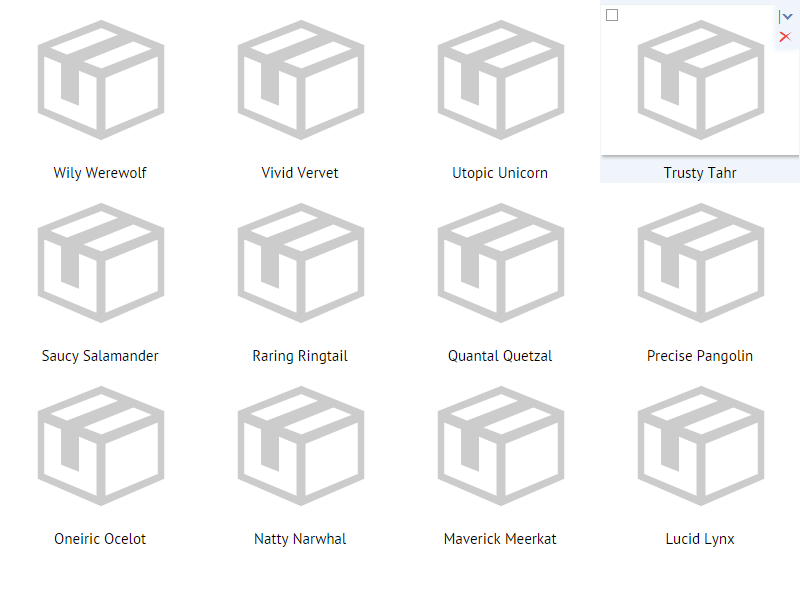 Wily Werewolf
Vivid Vervet
Utopic Unicorn
Trusty Tahr
Saucy Salamander
Raring Ringtail
Quantal Quetzal
Precise Pangolin
Oneiric Ocelot
Natty Narwhal
Maverick Meerkat
Lucid Lynx